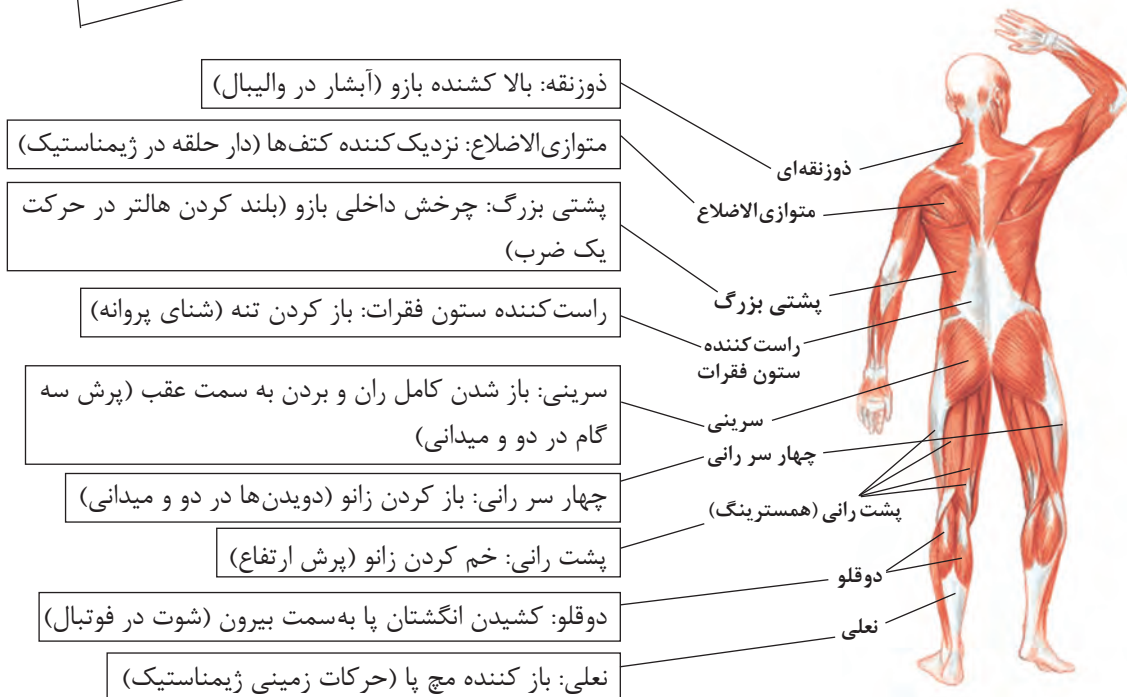 ذوزنقه: بالا کشنده بازو (آبشار در والیبال)
متوازی‌الاضلاع: نزدیک‌کننده کتف‌ها (دار حلقه در ژیمناستیک)
پشتی بزرگ: چرخش داخلی بازو (بلند کردن هالتر در حرکت
یک ضرب)
راست‌کننده ستون فقرات: باز کردن تنه (شنای پروانه)
سرینی: باز شدن کامل ران و بردن به سمت عقب (پرش سه
گام در دو و میدانی)
چهار سر رانی: باز کردن زانو (دویدن‌ها در دو و میدانی)
پشت رانی: خم کردن زانو (پرش ارتفاع)
دوقلو: کشیدن انگشتان پا به‌سمت بیرون (شوت در فوتبال)
نعلی: باز کننده مچ پا (حرکات زمینی ژیمناستیک)
ذوزنقه‌ای
متوازی‌الاضلاع
پشتی بزرگ
راست‌کننده
ستون فقرات
سرینی
چهار سر رانی
پشت رانی (همسترینگ)
دوقلو
نعلی